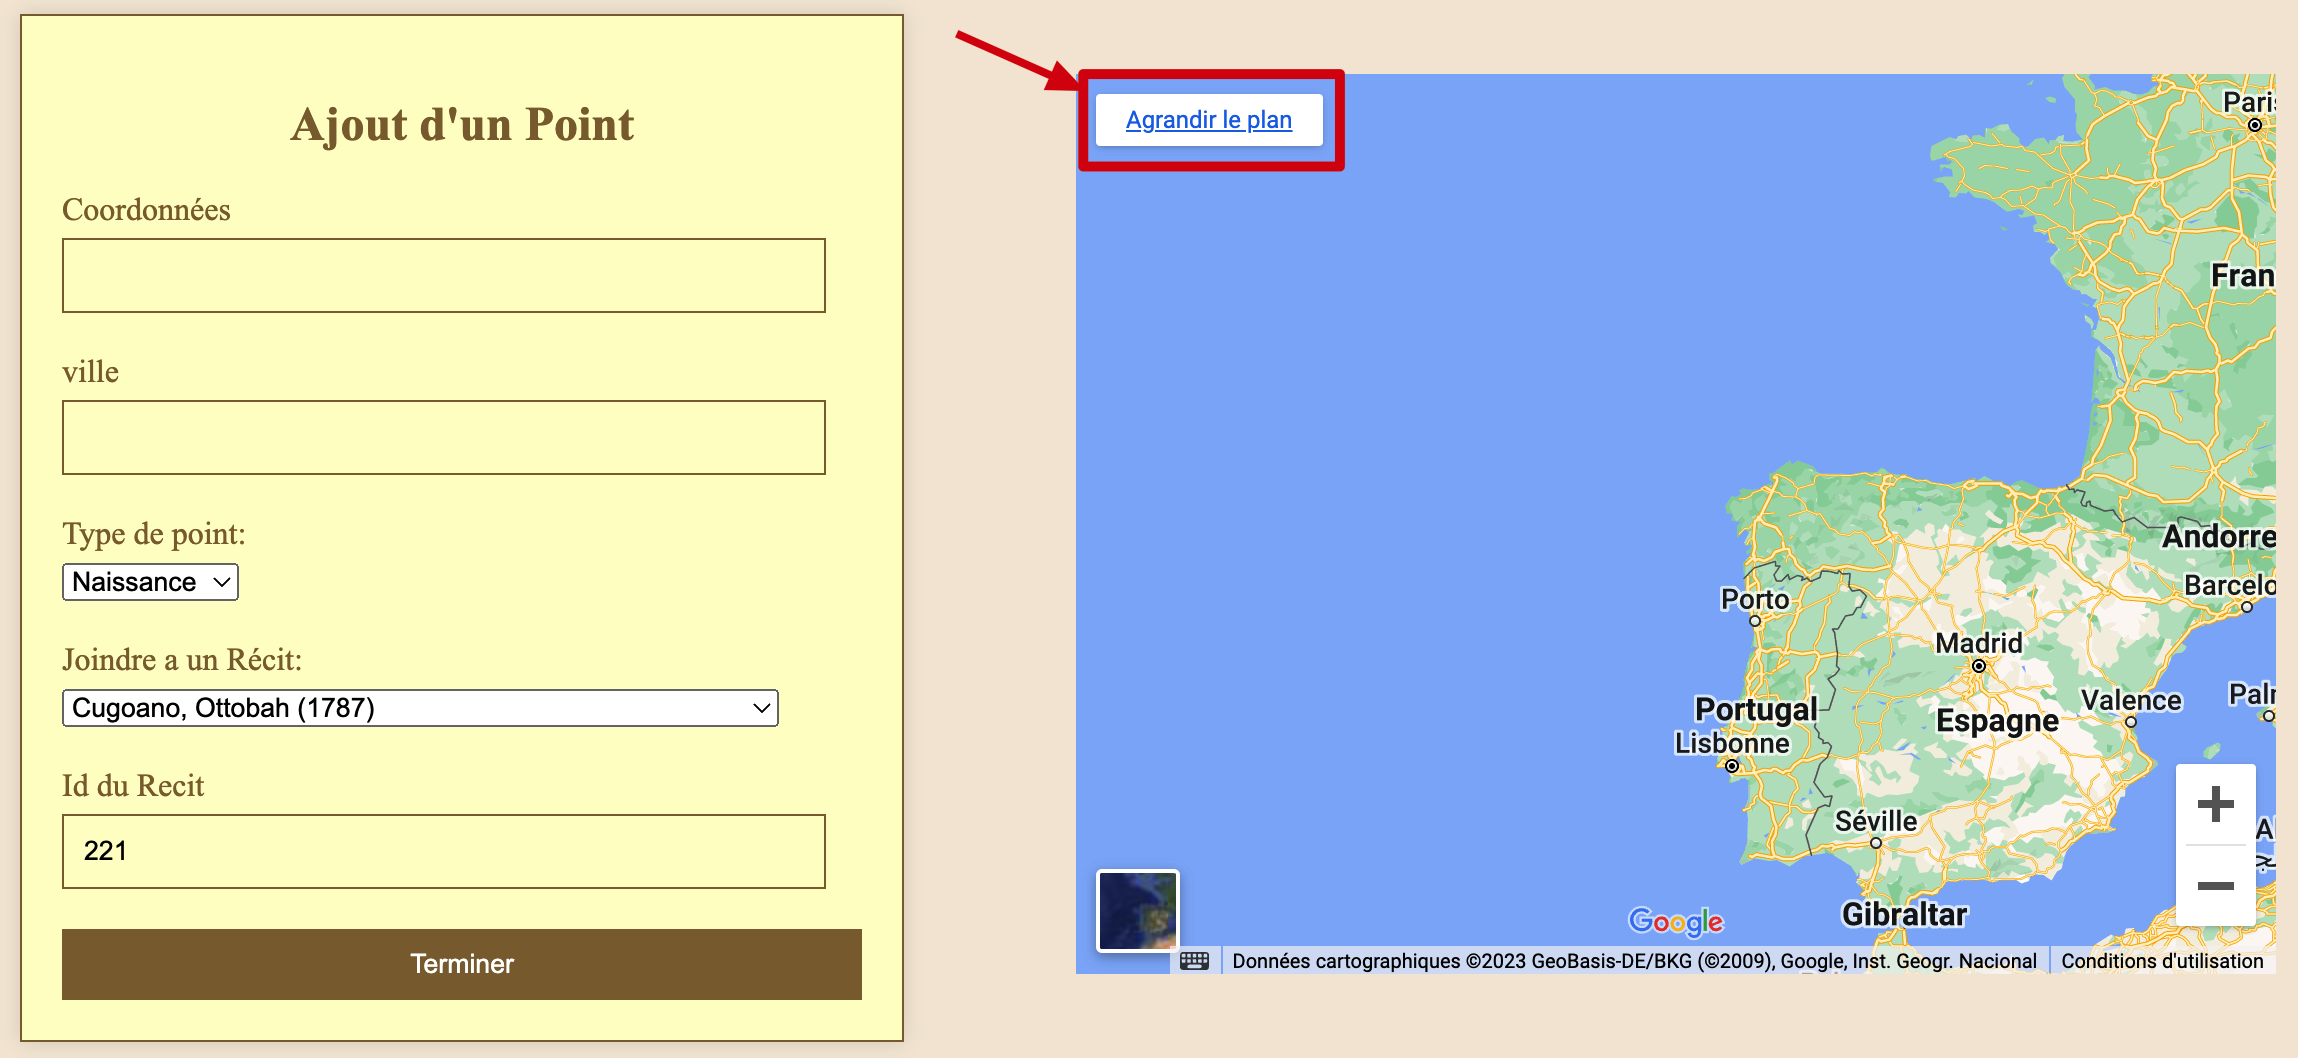 Ajout d'un Point
Coordonnées
ville
Type de point:
Naissance
Joindre a un Récit:
Cugoano, Ottobah (1787)
Id du Recit
221
Terminer
Agrandir le plan
Paris
Fran
Andorre
Barcelo
Porto
Madrid
Valence
Portugal
Espagne
Lisbonne
Séville
Gibraltar
Google
Données cartographiques ©2023 GeoBasis-DE/BKG (©2009), Google, Inst. Geogr. Nacional
Conditions d'utilisation